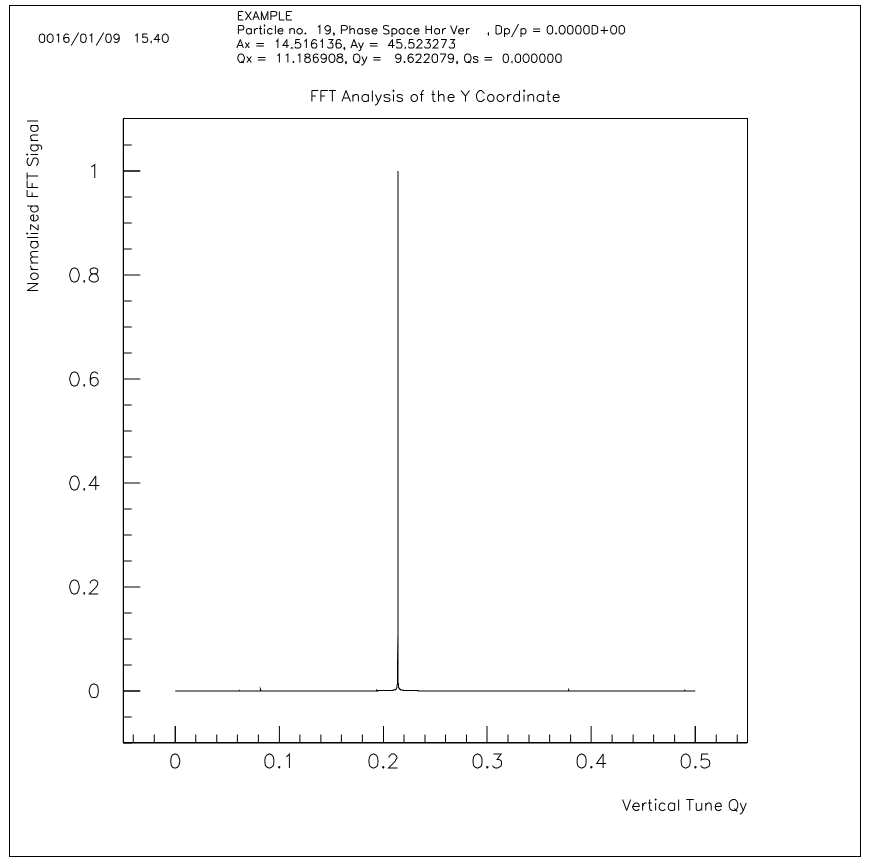 EXAMPLE
Particle no. 19, Phase Space Hor Ver , Dp/p = 0.0000D+00
0016/01/09 15.40
Ax = 14.516136, Ay = 45.523273
Qx = 11.186908, Qy = 9.622079, Qs = 0.000000
FFT Analysis of the Y Coordinate
Normalized FFT Signal
1
0.8
0.6
0.4
0.2
0
0 0.1 0.2 0.3 0.4 0.5
Vertical Tune Qy